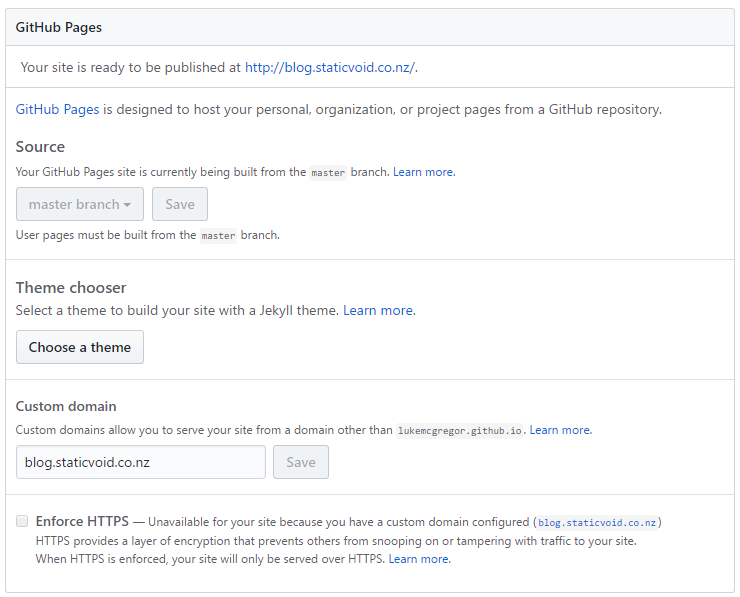 GitHub Pages
Your site is ready to be published at http://blog.staticvoid.co.nz/.
GitHub Pages is designed to host your personal, organization, or project pages from a GitHub repository.
Source
Your GitHub Pages site is currently being built from the master branch. Learn more.
master branch Save
User pages must be built from the master branch.
Theme chooser
Select a theme to build your site with a Jekyll theme. Learn more.
Choose a theme
Custom domain
Custom domains allow you to serve your site from a domain other than lukemcgregor.github.io. Learn more.
blog.staticvoid.co.nz Save
Enforce HTTPS — Unavailable for your site because you have a custom domain configured (blog.staticvoid.co.nz)
HTTPS provides a layer of encryption that prevents others from snooping on or tampering with traffic to your site.
When HTTPS is enforced, your site will only be served over HTTPS. Learn more.